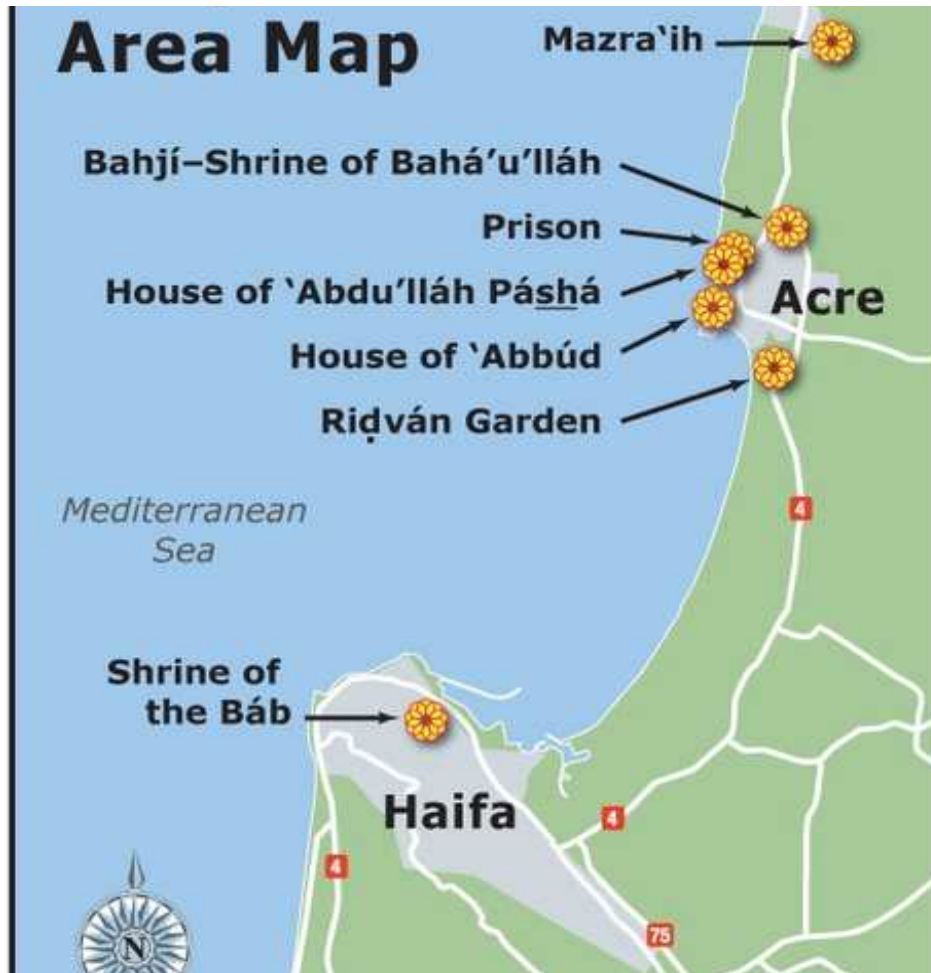 Area Map
Mazra‘ih
Bahjí–Shrine of Bahá’u’lláh
Prison
House of ‘Abdu’lláh Páshá
Acre
House of ‘Abbúd
Riḍván Garden
4
Mediterranean
Sea
Shrine of
the Báb
Haifa
4
4
75
N